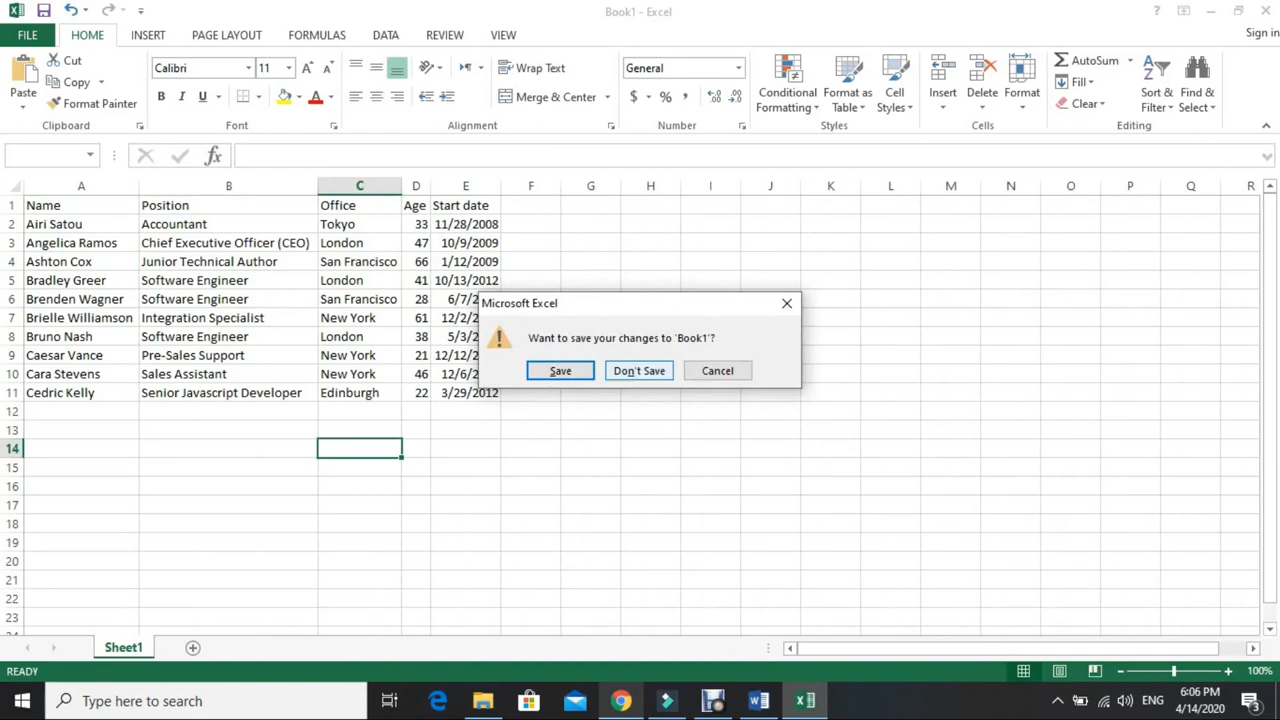 Book1 - Excel
?
FILE HOME INSERT PAGE LAYOUT FORMULAS DATA REVIEW VIEW
Sign in
Paste
Cut
Copy
Format Painter
Calibri 11
B I U
Wrap Text
Merge & Center
General
$ % ,
Conditional Formatting
Format as Table
Cell Styles
Insert Delete Format
AutoSum
Fill
Clear
Sort & Filter
Find & Select
Clipboard Font Alignment Number Styles Cells Editing
fx
A B C D E F G H I J K L M N O P Q R
1 Name Position Office Age Start date
2 Airi Satou Accountant Tokyo 33 11/28/2008
3 Angelica Ramos Chief Executive Officer (CEO) London 47 10/9/2009
4 Ashton Cox Junior Technical Author San Francisco 66 1/12/2009
5 Bradley Greer Software Engineer London 41 10/13/2012
6 Brenden Wagner Software Engineer San Francisco 28 6/7/2
7 Brielle Williamson Integration Specialist New York 61 12/2/2
8 Bruno Nash Software Engineer London 38 5/3/2
9 Caesar Vance Pre-Sales Support New York 21 12/12/2
10 Cara Stevens Sales Assistant New York 46 12/6/2
11 Cedric Kelly Senior Javascript Developer Edinburgh 22 3/29/2012
12
13
14
15
16
17
18
19
20
21
22
23
Microsoft Excel
Want to save your changes to 'Book1'?
Save Don't Save Cancel
Sheet1
READY
100%
Type here to search
ENG
6:06 PM
4/14/2020
3